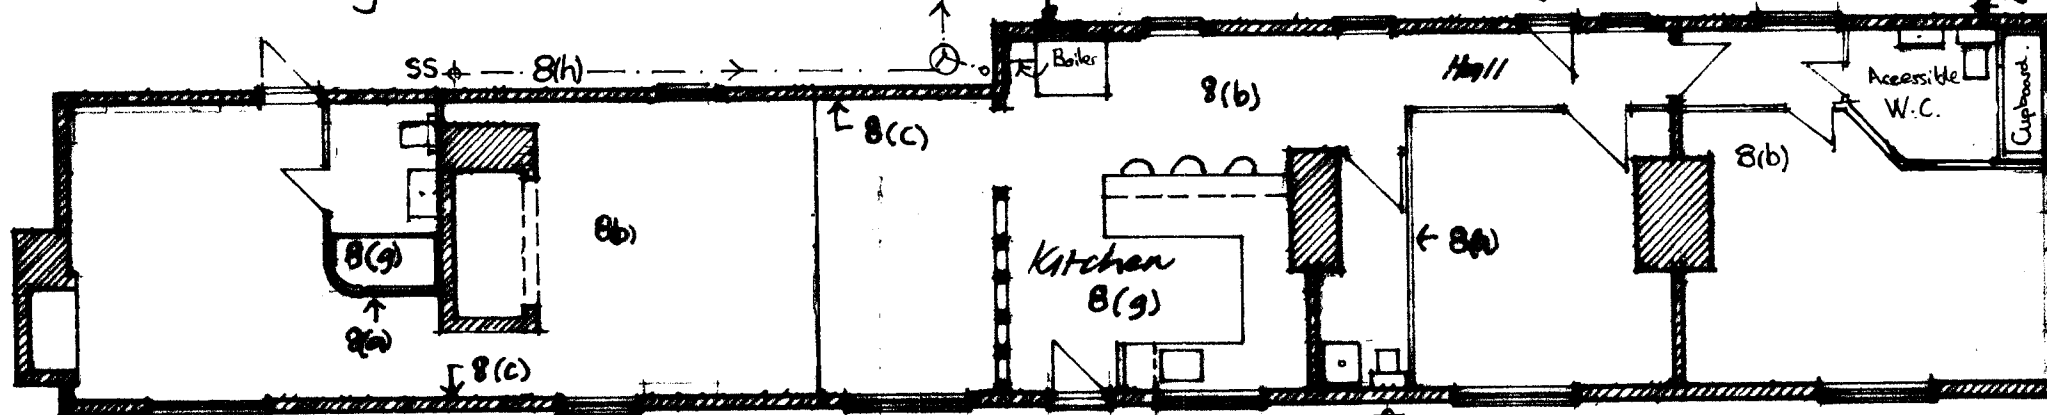 SS
8(h)
Boiler
8(b)
Hall
Accessible
W.C.
Cupboard.
8(c)
8(b)
8(b)
8(g)
Kitchen
8(g)
8(a)
8(c)